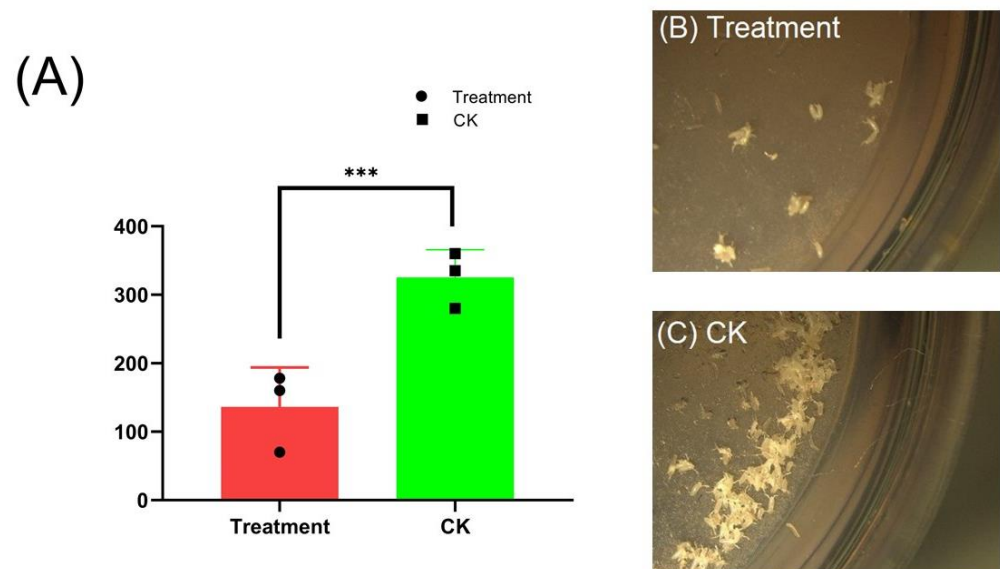 (A)
Treatment
CK
***
400
300
200
100
0
Treatment
CK
(B) Treatment
(C) CK